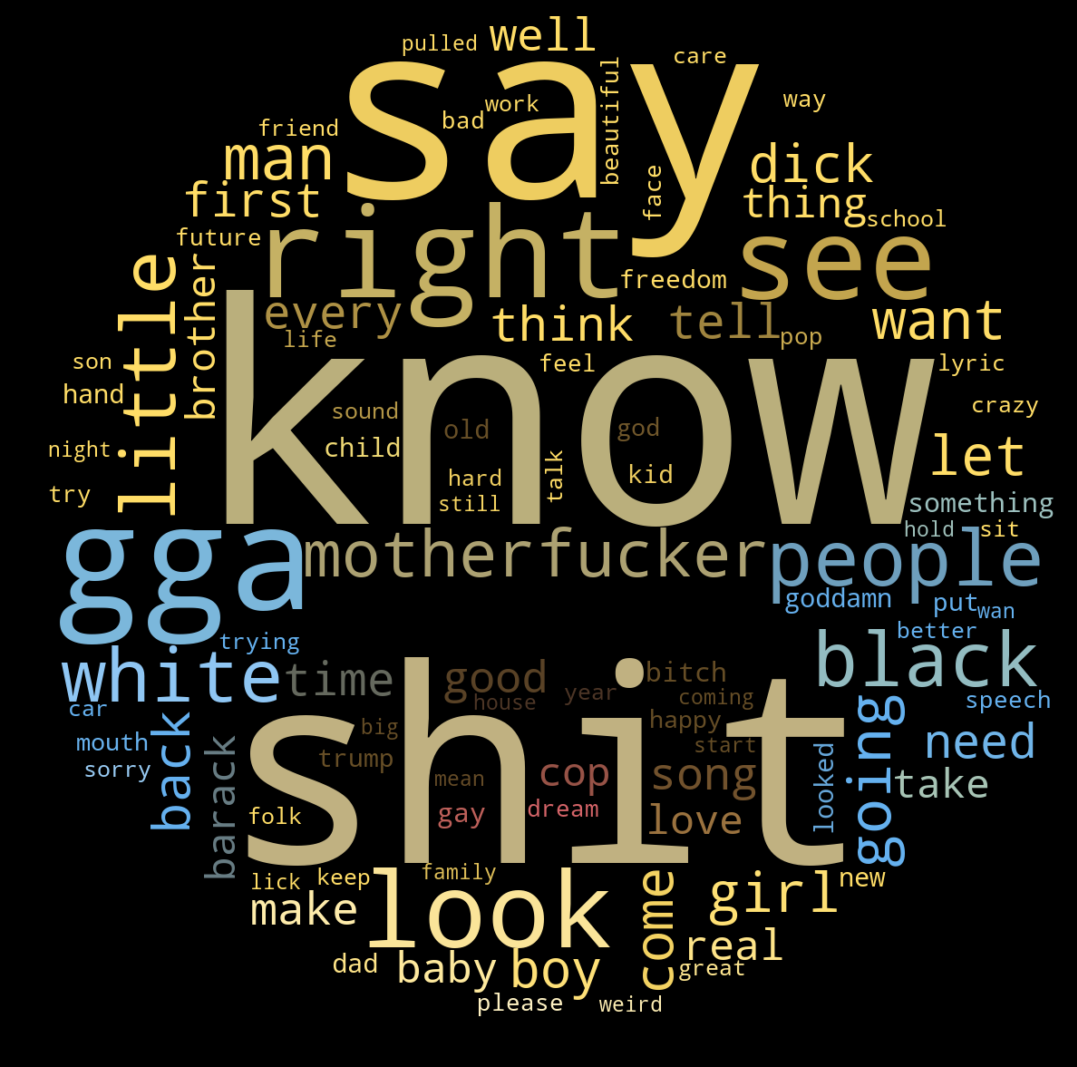 pulled
well
say
care
way
work
bad
beautiful
friend
man
dick
face
first
thing
school
future
right
see
freedom
little
brother
every
think
tell
want
life
pop
son
know
feel
lyric
hand
sound
child
old
god
crazy
night
hard
talk
kid
let
try
still
something
hold
sit
gga
motherfucker
people
goddamn
put
wan
trying
better
white
time
good
bitch
black
car
house
year
coming
speech
mouth
back
big
happy
going
need
sorry
barack
trump
shit
start
looked
mean
cop
song
take
folk
gay
dream
love
lick
keep
family
come
girl
new
make
look
real
dad
baby
boy
great
please
weird